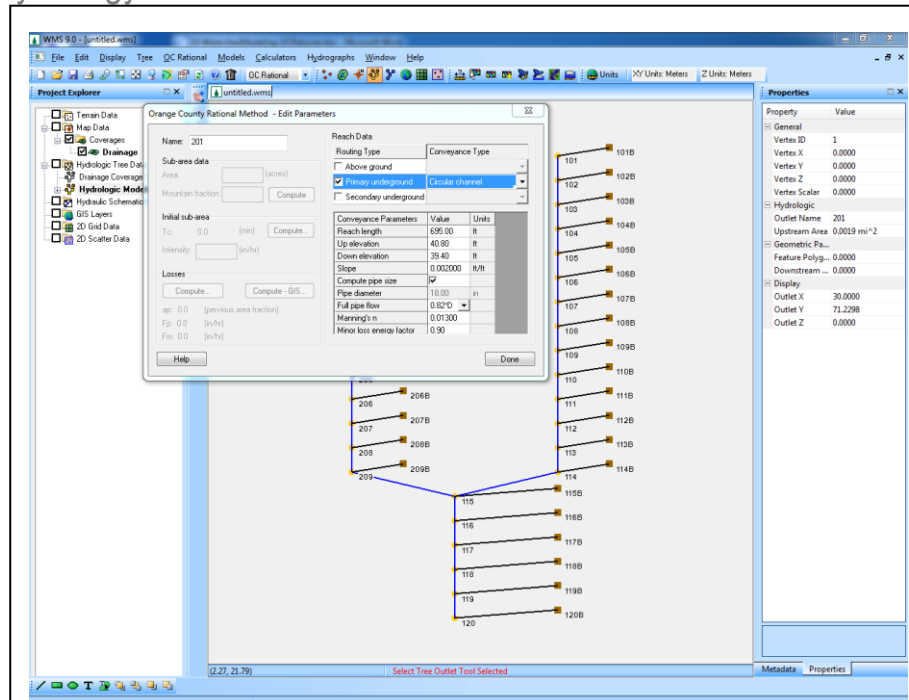 WMS 9.0 - [untitled.wms]
File Edit Display Tree OC Rational Models Calculators Hydrographs Window Help
OC Rational Units XY Units: Meters Z Units: Meters
Project Explorer
Terrain Data
Map Data
Coverages
Drainage
Hydrologic Tree Data
Drainage Coverage
Hydrologic Mode
Hydraulic Schematic
GIS Layers
2D Grid Data
2D Scatter Data
untitled.wms
Orange County Rational Method - Edit Parameters
Name: 201
Sub-area data
Area: (acres)
Mountain fraction: Compute
Initial sub-area
Tc: 0.0 (min) Compute...
Intensity: (in/hr)
Losses
Compute... Compute - GIS...
ap: 0.0 (pervious area fraction)
Fp: 0.0 (in/hr)
Fm: 0.0 (in/hr)
Help
Reach Data
Routing Type Conveyance Type
Above ground
Primary underground Circular channel
Secondary underground
Conveyance Parameters Value Units
Reach length 695.00 ft
Up elevation 40.80 ft
Down elevation 39.40 ft
Slope 0.002000 ft/ft
Compute pipe size
Pipe diameter 18.00 in
Full pipe flow 0.82*D
Manning's n 0.01300
Minor loss energy factor 0.90
Done
101 101B
102 102B
103 103B
104 104B
105 105B
106 106B
107 107B
108 108B
109 109B
110 110B
111 111B
112 112B
113 113B
114 114B
206 206B
207 207B
208 208B
209 209B
115 115B
116 116B
117 117B
118 118B
119 119B
120 120B
Properties
Property Value
General
Vertex ID 1
Vertex X 0.0000
Vertex Y 0.0000
Vertex Z 0.0000
Vertex Scalar 0.0000
Hydrologic
Outlet Name 201
Upstream Area 0.0019 mi^2
Geometric Pa...
Feature Polyg... 0.0000
Downstream ... 0.0000
Display
Outlet X 30.0000
Outlet Y 71.2298
Outlet Z 0.0000
Metadata Properties
(2.27, 21.79) Select Tree Outlet Tool Selected